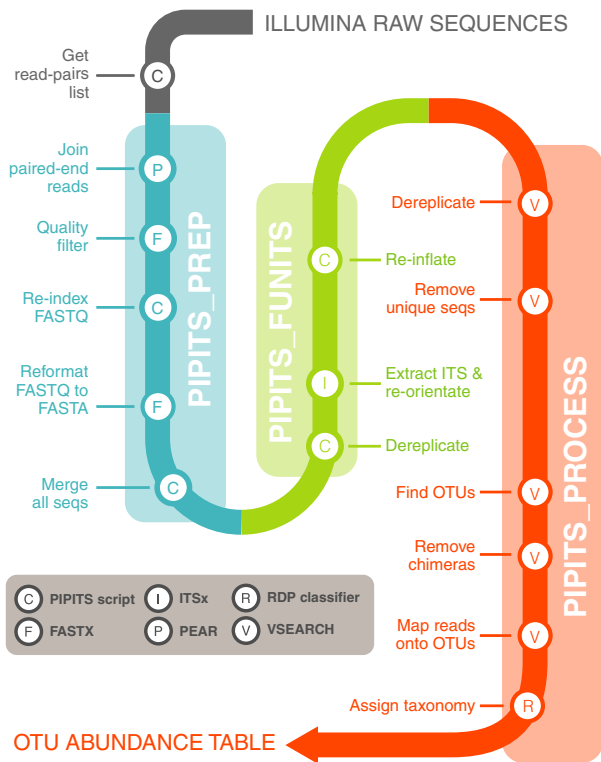 ILLUMINA RAW SEQUENCES
Get
read-pairs
list
C
Join
paired-end
reads
P
Quality
filter
F
Re-index
FASTQ
C
Reformat
FASTQ to
FASTA
F
Merge
all seqs
C
PIPITS_PREP
PIPITS_FUNITS
C
Re-inflate
I
Extract ITS &
re-orientate
C
Dereplicate
Dereplicate
V
Remove
unique seqs
V
Find OTUs
V
Remove
chimeras
V
Map reads
onto OTUs
V
Assign taxonomy
R
PIPITS_PROCESS
C PIPITS script
I ITSx
R RDP classifier
F FASTX
P PEAR
V VSEARCH
OTU ABUNDANCE TABLE